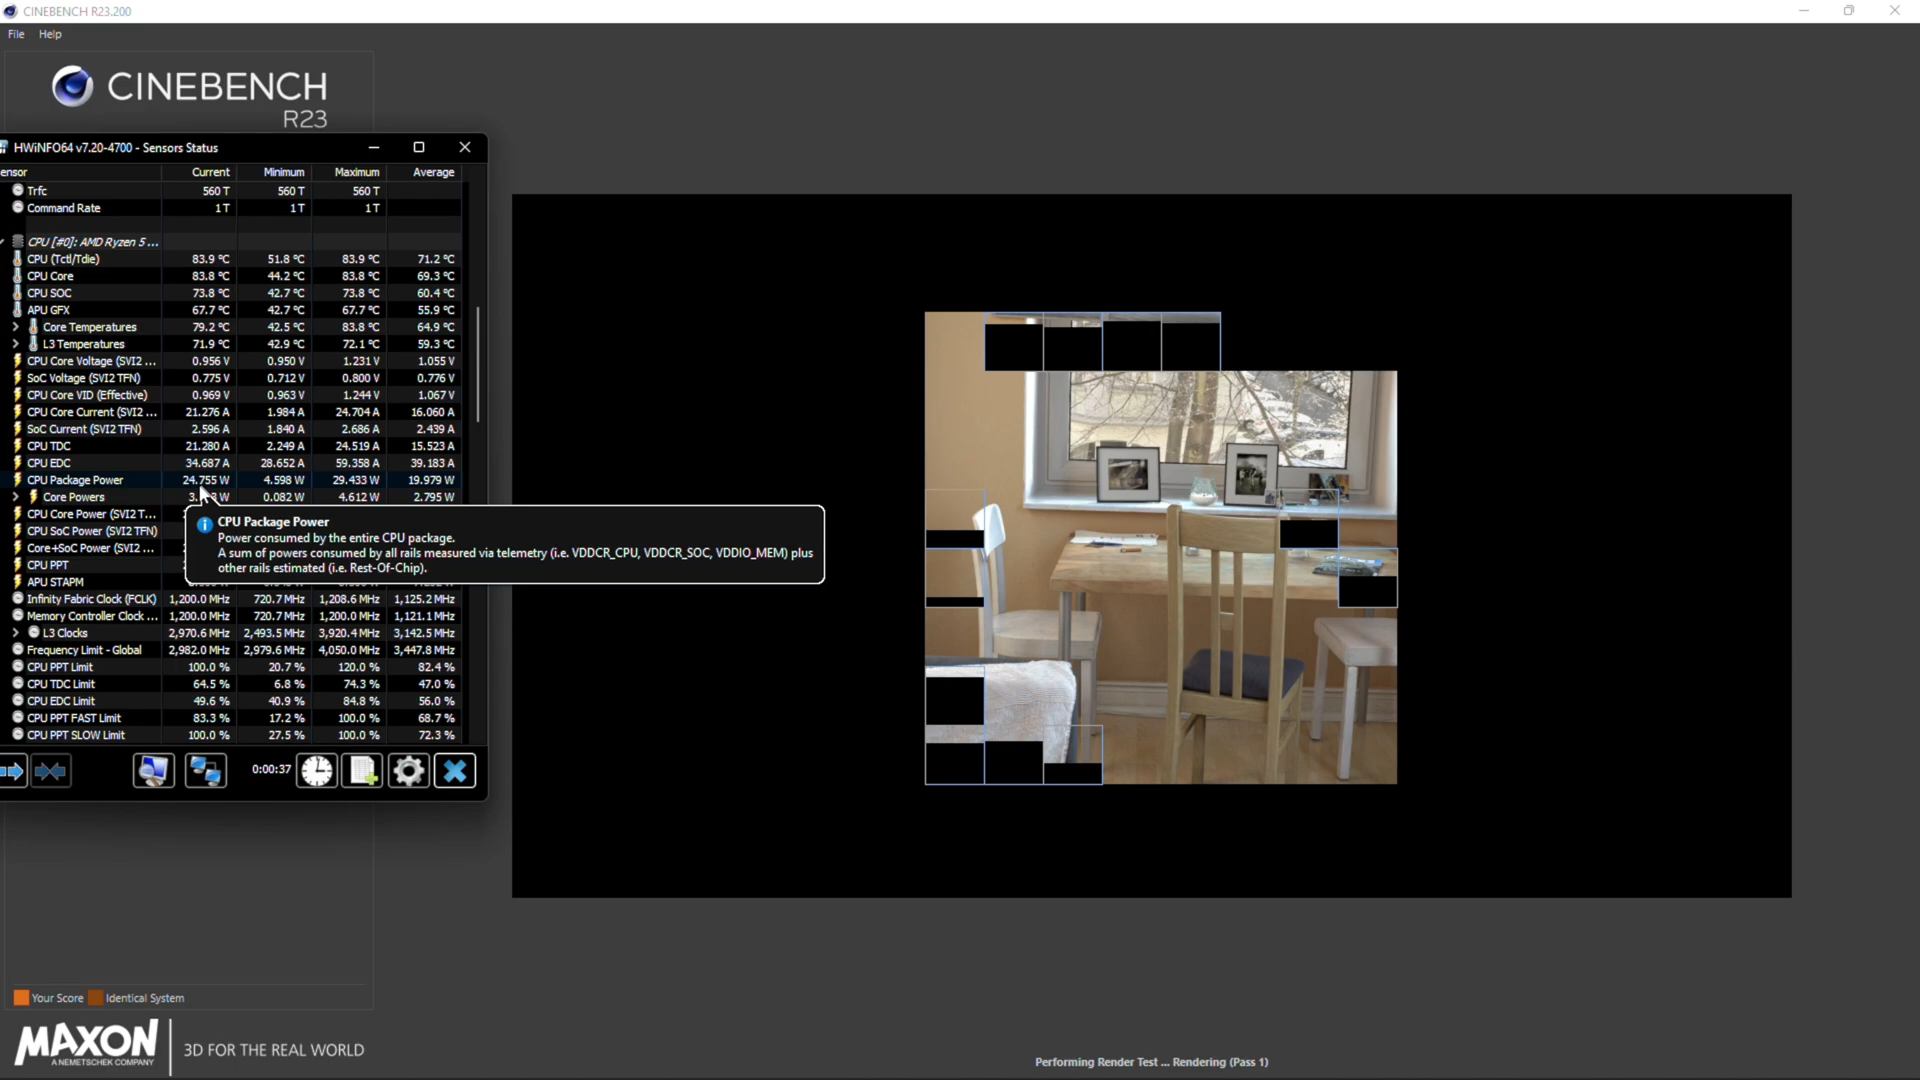 CINEBENCH R23.200
File Help
CINEBENCH
R23
HWiNFO64 v7.20-4700 - Sensors Status
ensor Current Minimum Maximum Average
Trfc 560 T 560 T 560 T
Command Rate 1T 1T 1T
CPU [#0]: AMD Ryzen 5 ...
CPU (Tctl/Tdie) 83.9 °C 51.8 °C 83.9 °C 71.2 °C
CPU Core 83.8 °C 44.2 °C 83.8 °C 69.3 °C
CPU SOC 73.8 °C 42.7 °C 73.8 °C 60.4 °C
APU GFX 67.7 °C 42.7 °C 67.7 °C 55.9 °C
Core Temperatures 79.2 °C 42.5 °C 83.8 °C 64.9 °C
L3 Temperatures 71.9 °C 42.9 °C 72.1 °C 59.3 °C
CPU Core Voltage (SVI2 ... 0.956 V 0.950 V 1.231 V 1.055 V
SoC Voltage (SVI2 TFN) 0.775 V 0.712 V 0.800 V 0.776 V
CPU Core VID (Effective) 0.969 V 0.963 V 1.244 V 1.067 V
CPU Core Current (SVI2 ... 21.276 A 1.984 A 24.704 A 16.060 A
SoC Current (SVI2 TFN) 2.596 A 1.840 A 2.686 A 2.439 A
CPU TDC 21.280 A 2.249 A 24.519 A 15.523 A
CPU EDC 34.687 A 28.652 A 59.358 A 39.183 A
CPU Package Power 24.755 W 4.598 W 29.433 W 19.979 W
Core Powers W 0.082 W 4.612 W 2.795 W
CPU Core Power (SVI2 T...
CPU SoC Power (SVI2 TFN)
Core+SoC Power (SVI2 ...
CPU PPT
APU STAPM
CPU Package Power
Power consumed by the entire CPU package.
A sum of powers consumed by all rails measured via telemetry (i.e. VDDCR_CPU, VDDCR_SOC, VDDIO_MEM) plus
other rails estimated (i.e. Rest-Of-Chip).
Infinity Fabric Clock (FCLK) 1,200.0 MHz 720.7 MHz 1,208.6 MHz 1,125.2 MHz
Memory Controller Clock ... 1,200.0 MHz 720.7 MHz 1,200.0 MHz 1,121.1 MHz
L3 Clocks 2,970.6 MHz 2,493.5 MHz 3,920.4 MHz 3,142.5 MHz
Frequency Limit - Global 2,982.0 MHz 2,979.6 MHz 4,050.0 MHz 3,447.8 MHz
CPU PPT Limit 100.0 % 20.7 % 120.0 % 82.4 %
CPU TDC Limit 64.5 % 6.8 % 74.3 % 47.0 %
CPU EDC Limit 49.6 % 40.9 % 84.8 % 56.0 %
CPU PPT FAST Limit 83.3 % 17.2 % 100.0 % 68.7 %
CPU PPT SLOW Limit 100.0 % 27.5 % 100.0 % 72.3 %
0:00:37
Your Score Identical System
MAXON
A NEMETSCHEK COMPANY
3D FOR THE REAL WORLD
Performing Render Test ... Rendering (Pass 1)